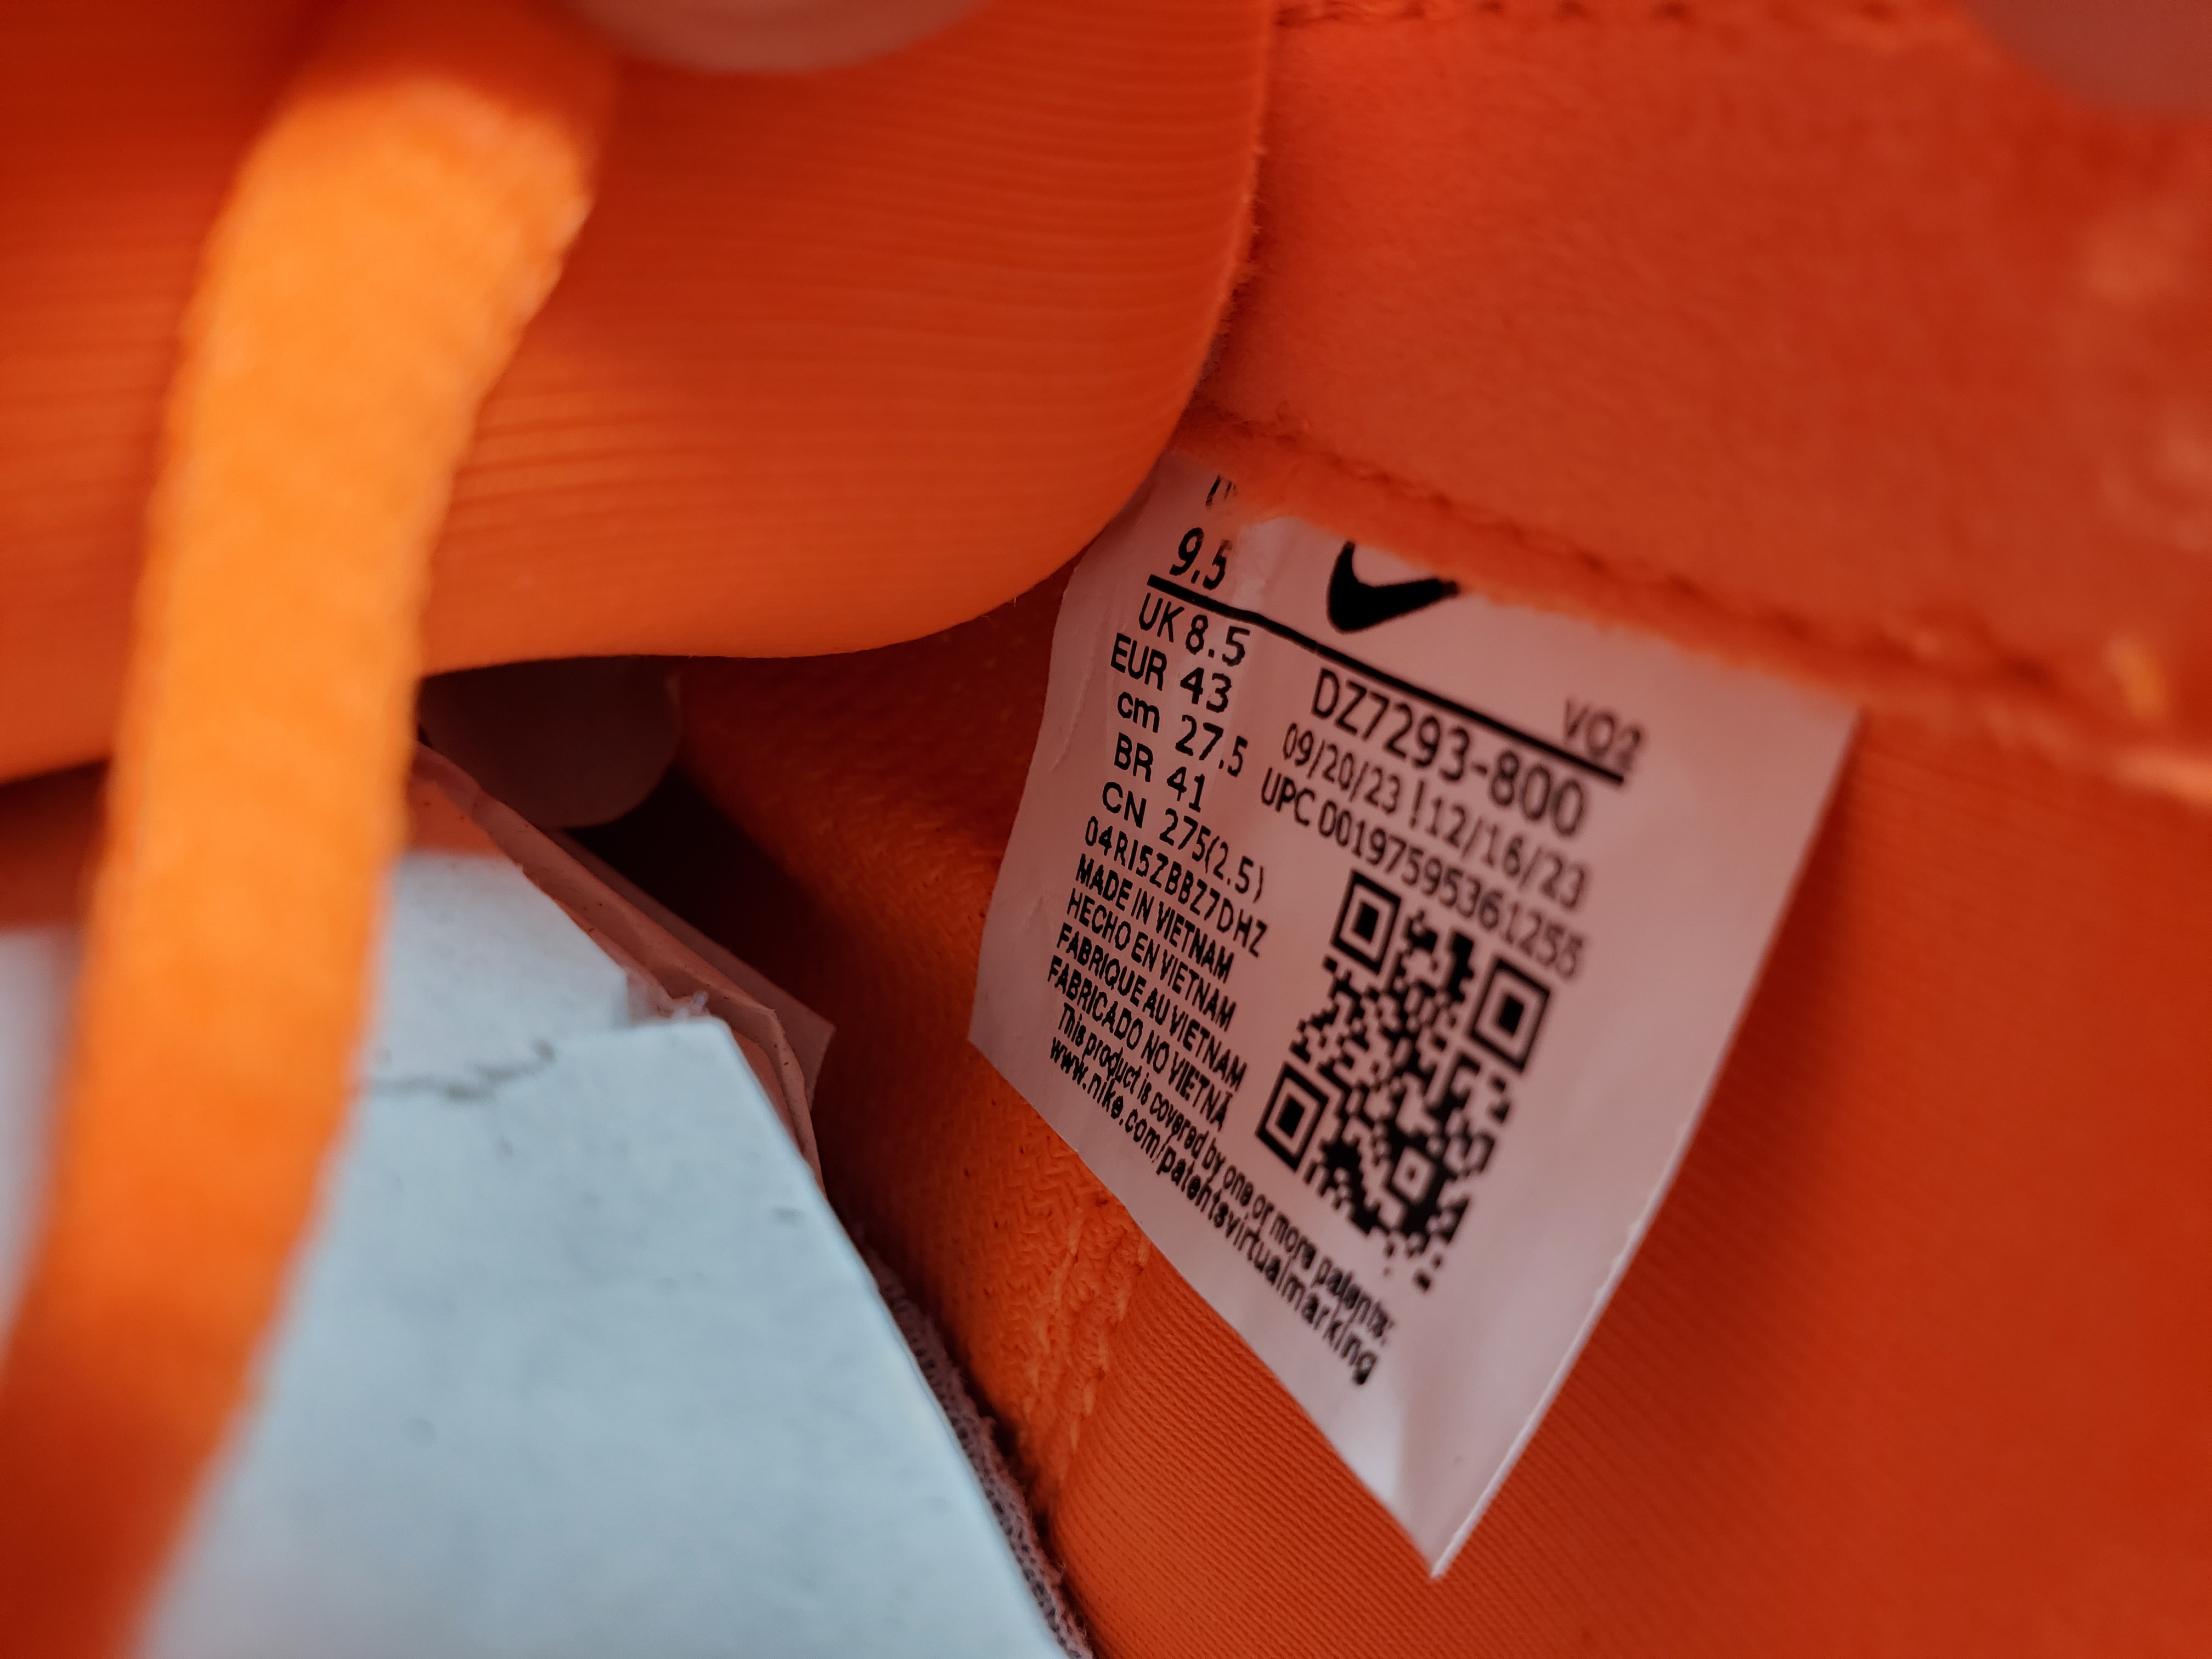 9.5
UK 8.5
EUR 43
cm 27.5
BR 41
CN 275(2.5)
04RI5ZBBZ7DHZ
MADE IN VIETNAM
HECHO EN VIETNAM
FABRIQUE AU VIETNAM
FABRICADO NO VIETNÃ
This product is covered by one or more patents:
www.nike.com/patentsvirtualmarking
VO2
DZ7293-800
09/20/23 ! 12/16/23
UPC 00197595361255